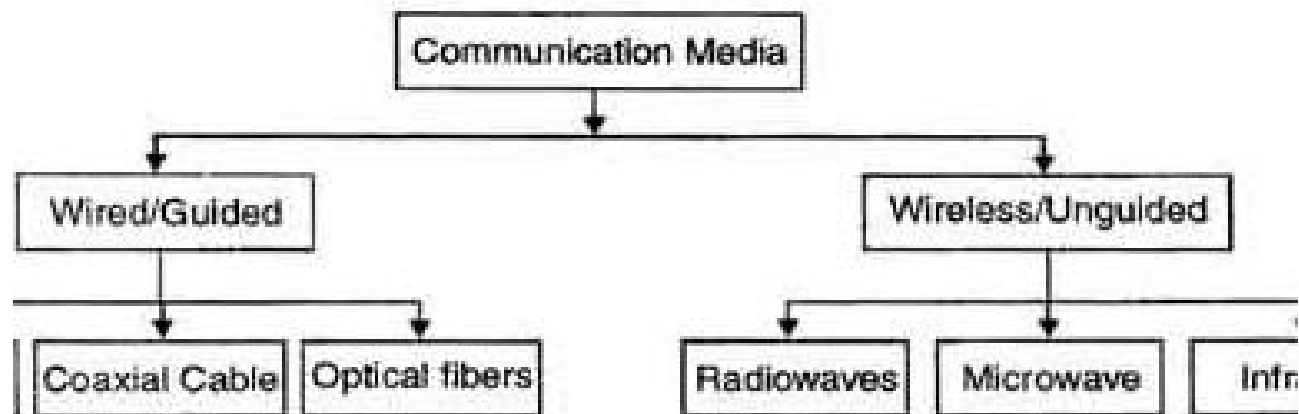 Communication Media
Wired/Guided
Wireless/Unguided
Coaxial Cable
Optical fibers
Radiowaves
Microwave